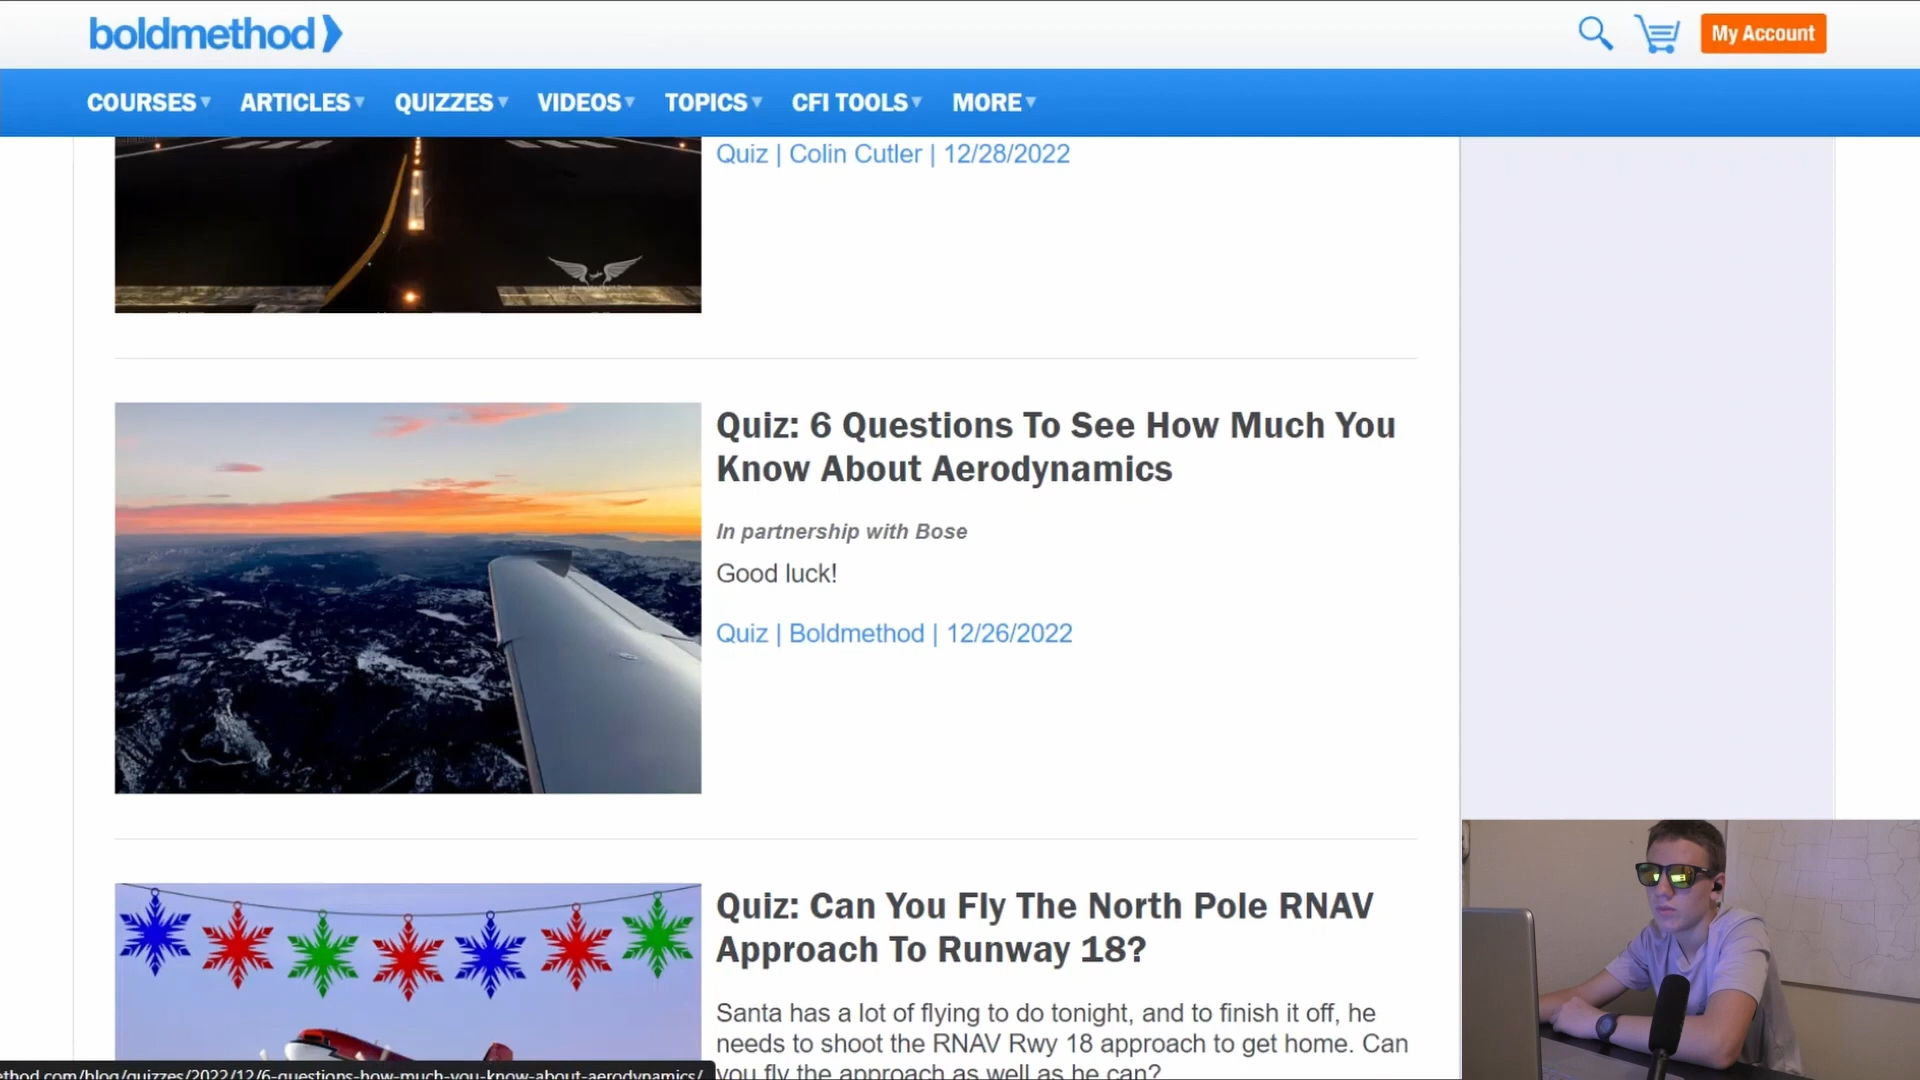 boldmethod
My Account
COURSES ARTICLES QUIZZES VIDEOS TOPICS CFI TOOLS MORE
Quiz | Colin Cutler | 12/28/2022
Quiz: 6 Questions To See How Much You
Know About Aerodynamics
In partnership with Bose
Good luck!
Quiz | Boldmethod | 12/26/2022
Quiz: Can You Fly The North Pole RNAV
Approach To Runway 18?
Santa has a lot of flying to do tonight, and to finish it off, he
needs to shoot the RNAV Rwy 18 approach to get home. Can
you fly the approach as well as he can?
ethod.com/blog/quizzes/2022/12/6-questions-how-much-you-know-about-aerodynamics/